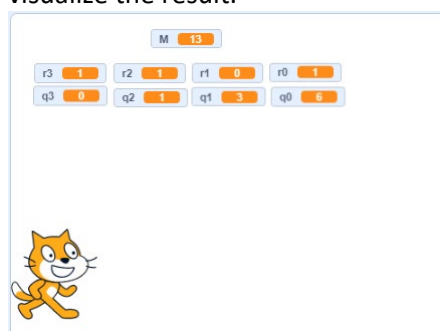 visualize the result.
M 13
r3 1 r2 1 r1 0 r0 1
q3 0 q2 1 q1 3 q0 6